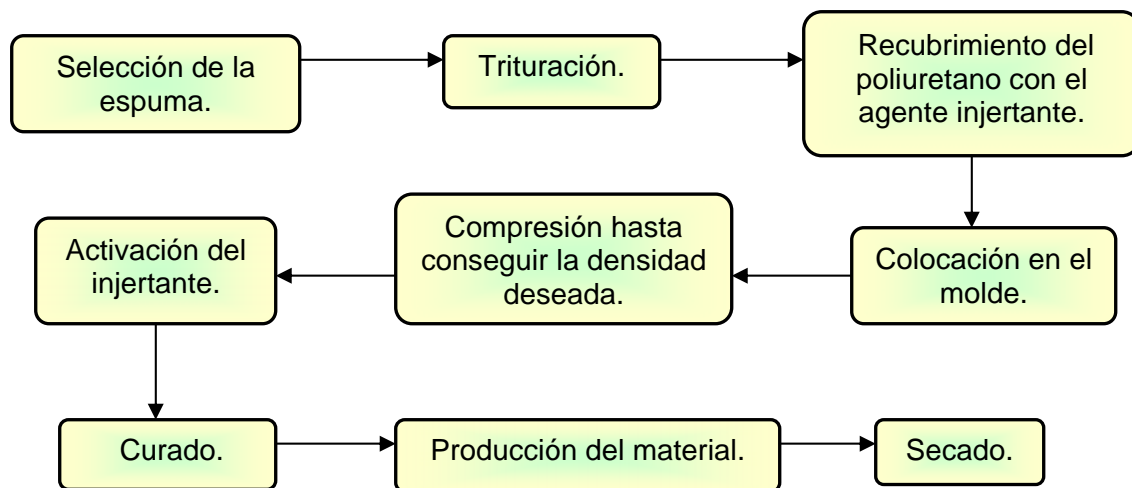 Selección de la
espuma.
Trituración.
Recubrimiento del
poliuretano con el
agente injertante.
Colocación en el
molde.
Compresión hasta
conseguir la densidad
deseada.
Activación del
injertante.
Curado.
Producción del material.
Secado.